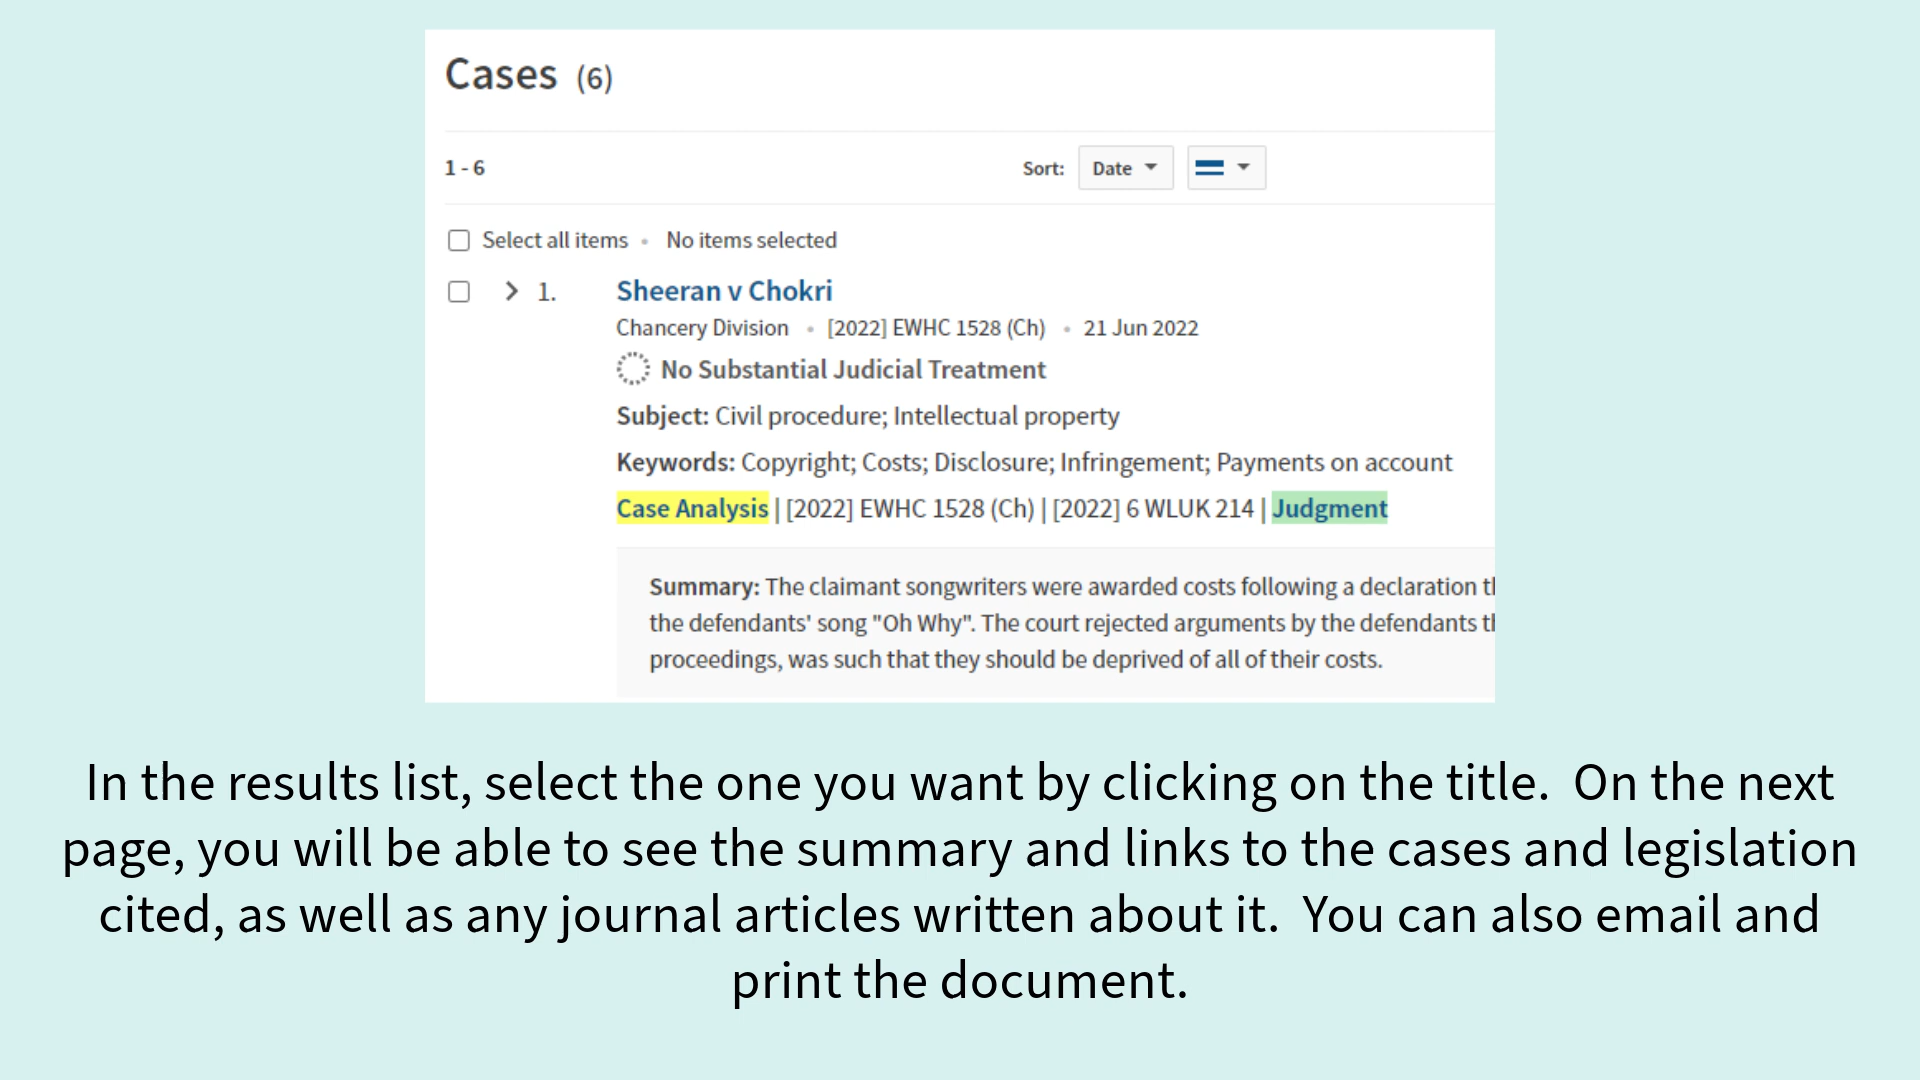 Cases (6)
1 - 6
Sort: Date
Select all items • No items selected
1. Sheeran v Chokri
Chancery Division • [2022] EWHC 1528 (Ch) • 21 Jun 2022
No Substantial Judicial Treatment
Subject: Civil procedure; Intellectual property
Keywords: Copyright; Costs; Disclosure; Infringement; Payments on account
Case Analysis | [2022] EWHC 1528 (Ch) | [2022] 6 WLUK 214 | Judgment
Summary: The claimant songwriters were awarded costs following a declaration
the defendants' song "Oh Why". The court rejected arguments by the defendants
proceedings, was such that they should be deprived of all of their costs.
In the results list, select the one you want by clicking on the title. On the next
page, you will be able to see the summary and links to the cases and legislation
cited, as well as any journal articles written about it. You can also email and
print the document.